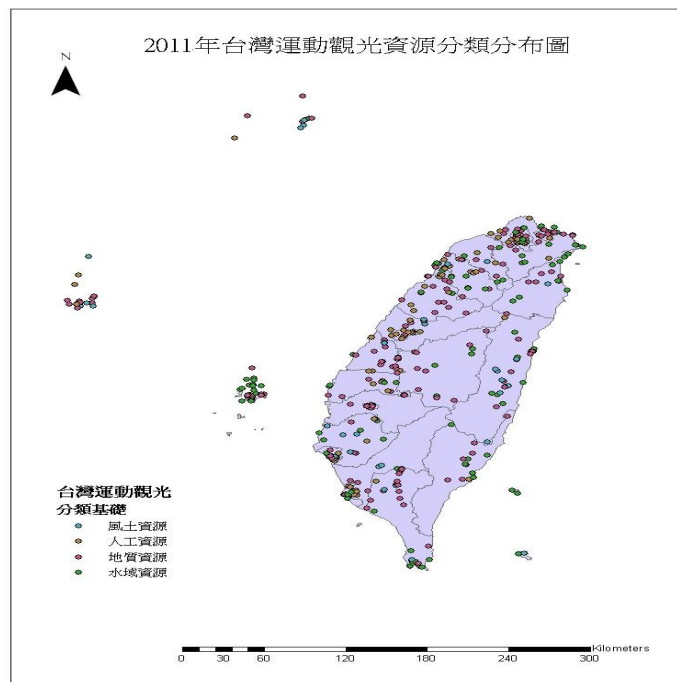 2011年台灣運動觀光資源分類分布圖
N
台灣運動觀光
分類基礎
風土資源
人工資源
地質資源
水域資源
Kilometers
0 30 60 120 180 240 300